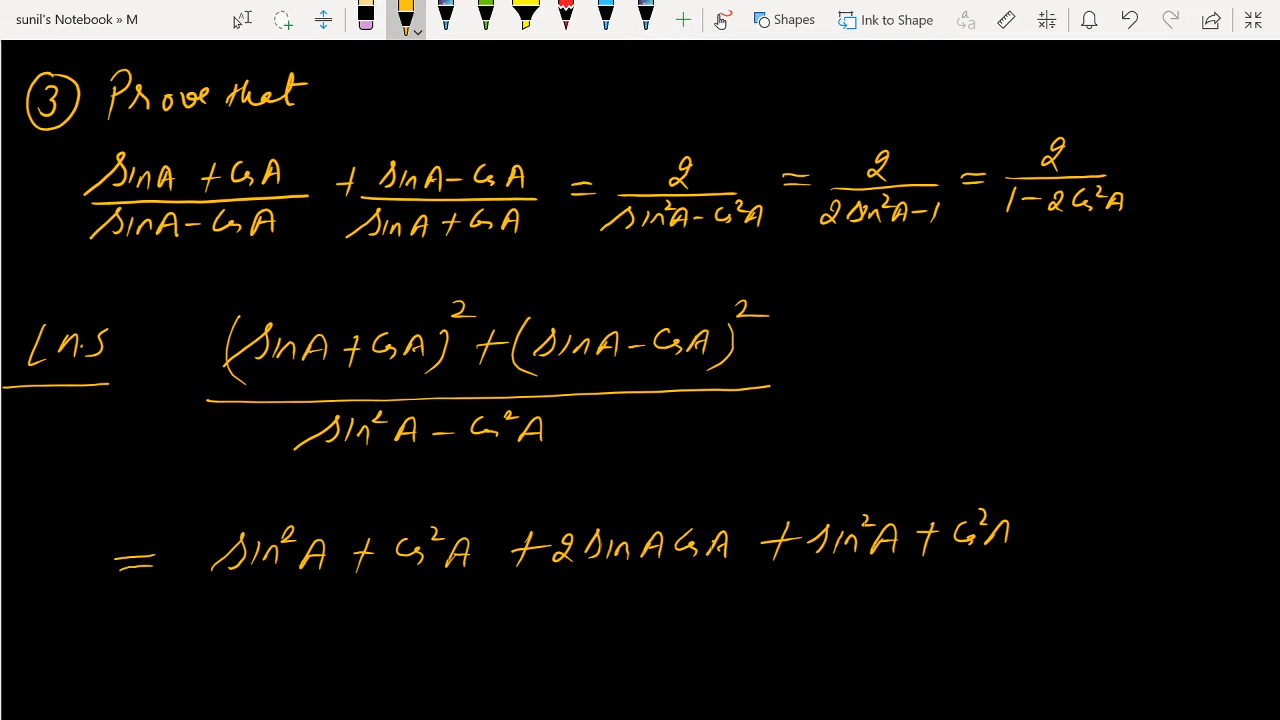 sunil's Notebook » M
Shapes Ink to Shape
③ Prove that
(sinA + cosA)/(sinA - cosA) + (sinA - cosA)/(sinA + cosA) = 2/(sin²A - cos²A) = 2/(2sin²A - 1) = 2/(1 - 2cos²A)
L.H.S ((sinA + cosA)² + (sinA - cosA)²)/(sin²A - cos²A)
= sin²A + cos²A + 2sinAcosA + sin²A + cos²A